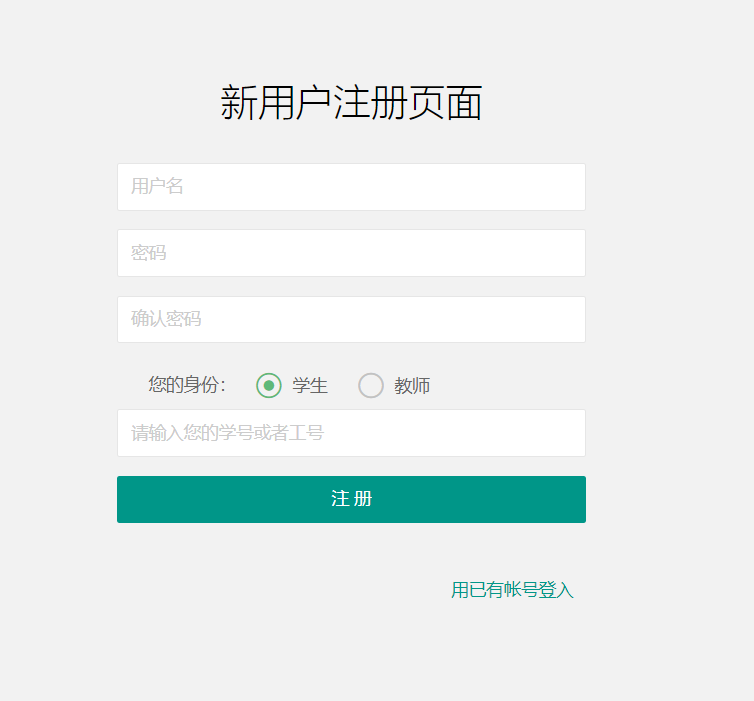 新用户注册页面
用户名
密码
确认密码
您的身份： 学生 教师
请输入您的学号或者工号
注册
用已有帐号登入